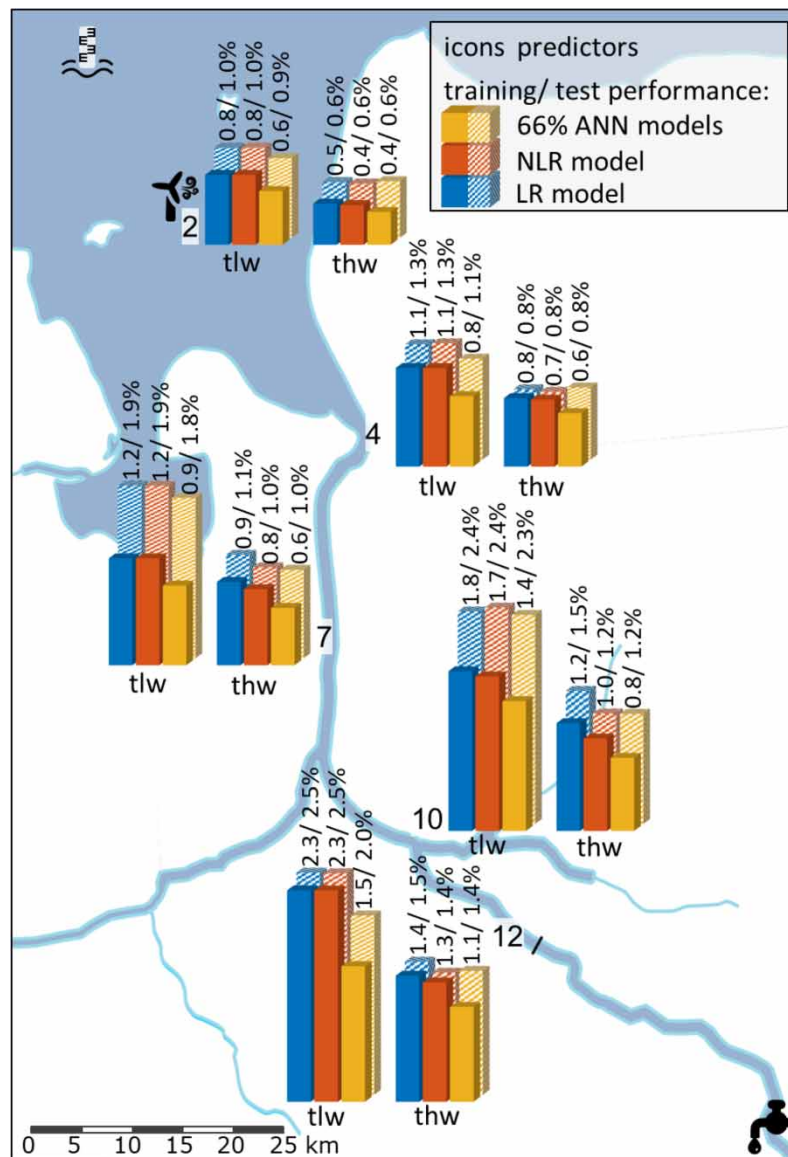 icons predictors
training/ test performance:
66% ANN models
NLR model
LR model
0.8/ 1.0%
0.8/ 1.0%
0.6/ 0.9%
0.5/ 0.6%
0.4/ 0.6%
0.4/ 0.6%
2
tlw
thw
1.1/ 1.3%
1.1/ 1.3%
0.8/ 1.1%
0.8/ 0.8%
0.7/ 0.8%
0.6/ 0.8%
4
tlw
thw
1.2/ 1.9%
1.2/ 1.9%
0.9/ 1.8%
0.9/ 1.1%
0.8/ 1.0%
0.6/ 1.0%
7
tlw
thw
1.8/ 2.4%
1.7/ 2.4%
1.4/ 2.3%
1.2/ 1.5%
1.0/ 1.2%
0.8/ 1.2%
10
tlw
thw
2.3/ 2.5%
2.3/ 2.5%
1.5/ 2.0%
1.4/ 1.5%
1.3/ 1.4%
1.1/ 1.4%
12
tlw
thw
0 5 10 15 20 25 km